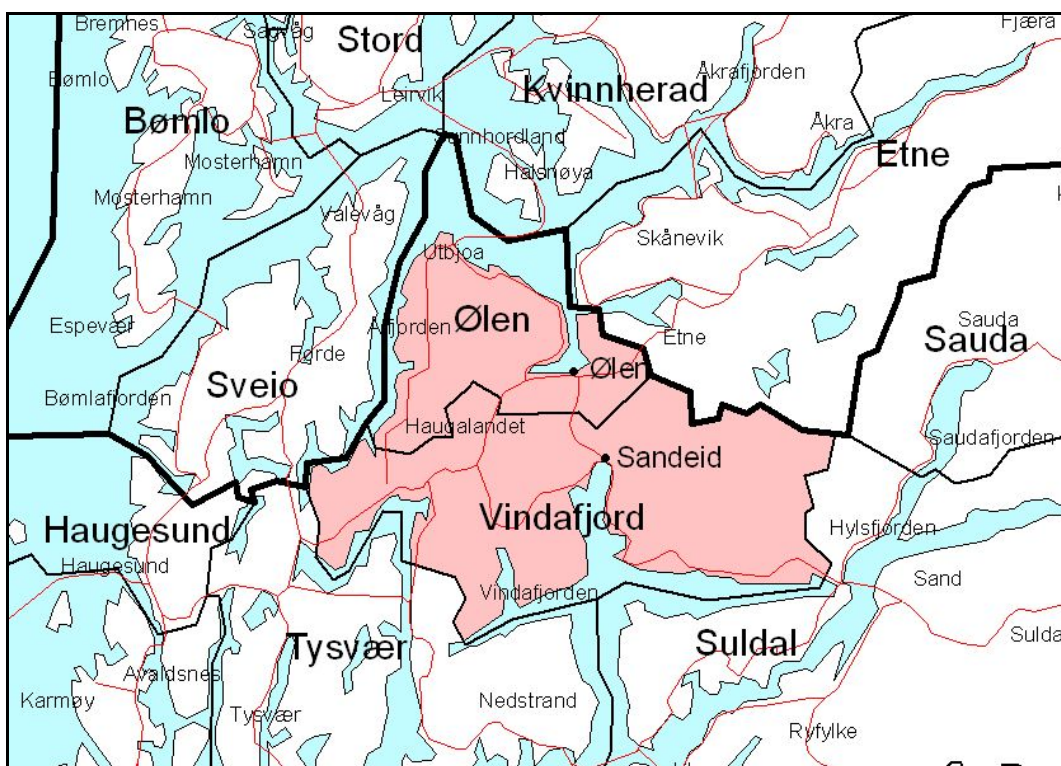 Bremnes
Sagvåg
Fjæra
Stord
Bømlo
Leirvik
Kvinnherad
Åkrafjorden
Bømlo
Sunnhordland
Åkra
Mosterhamn
Halsnøya
Etne
Mosterhamn
Valevåg
Skånevik
Utbjoa
Espevær
Ålfjorden
Ølen
Etne
Sauda
Sauda
Førde
Ølen
Sveio
Bømlafjorden
Haugalandet
Saudafjorden
Sandeid
Haugesund
Vindafjord
Hylsfjorden
Haugesund
Vindafjorden
Sand
Tysvær
Suldal
Sulda
Avaldsnes
Karmøy
Tysvær
Nedstrand
Ryfylke